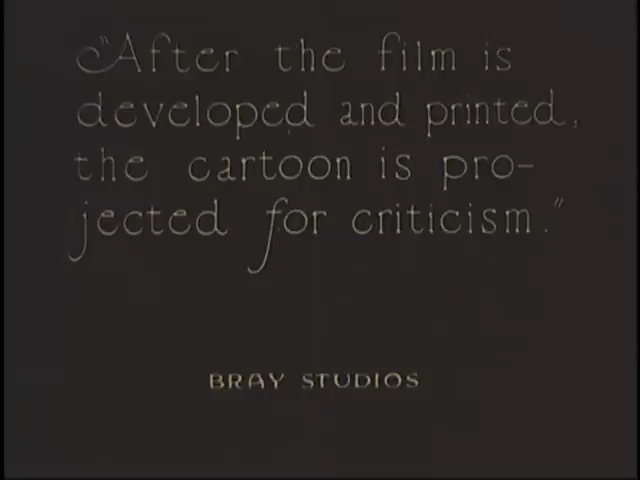 "After the film is
developed and printed,
the cartoon is pro-
jected for criticism."
BRAY STUDIOS